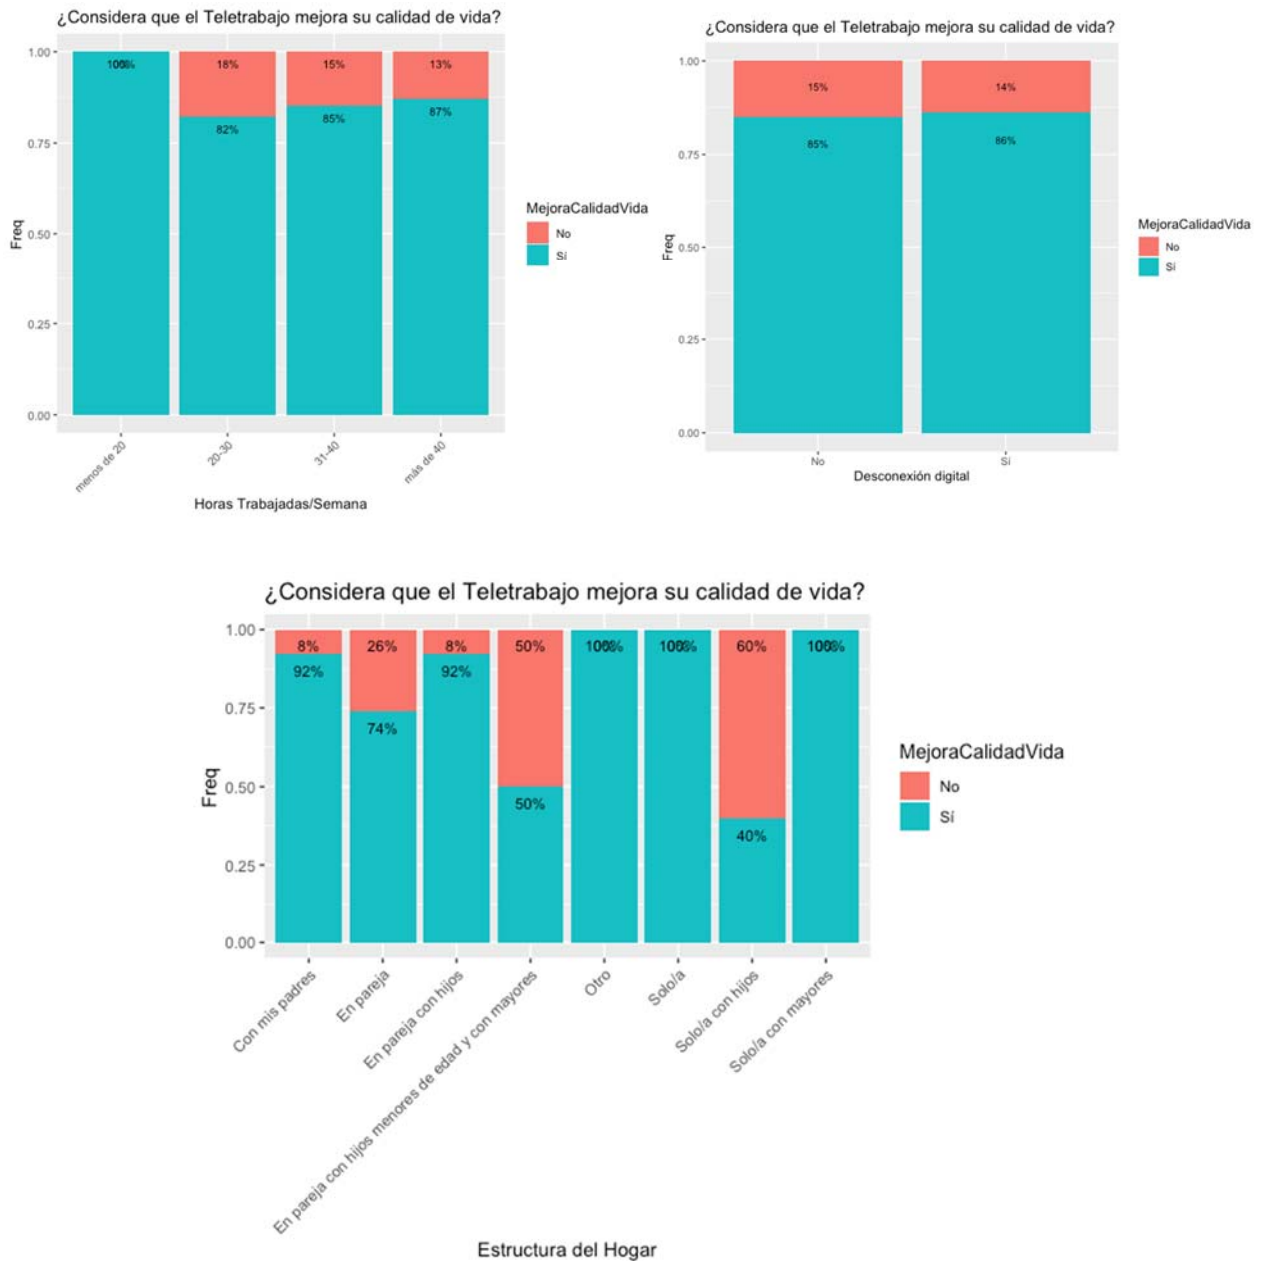 ¿Considera que el Teletrabajo mejora su calidad de vida?
1.00
0.75
0.50
0.25
0.00
Freq
18%
15%
13%
82%
85%
87%
menos de 20
20-30
31-40
más de 40
Horas Trabajadas/Semana
MejoraCalidadVida
No
Sí
¿Considera que el Teletrabajo mejora su calidad de vida?
1.00
0.75
0.50
0.25
0.00
Freq
15%
14%
85%
86%
No
Sí
Desconexión digital
MejoraCalidadVida
No
Sí
¿Considera que el Teletrabajo mejora su calidad de vida?
1.00
0.75
0.50
0.25
0.00
Freq
8%
26%
8%
50%
60%
92%
74%
92%
50%
40%
Con mis padres
En pareja
En pareja con hijos
En pareja con hijos menores de edad y con mayores
Otro
Solo/a
Solo/a con hijos
Solo/a con mayores
Estructura del Hogar
MejoraCalidadVida
No
Sí